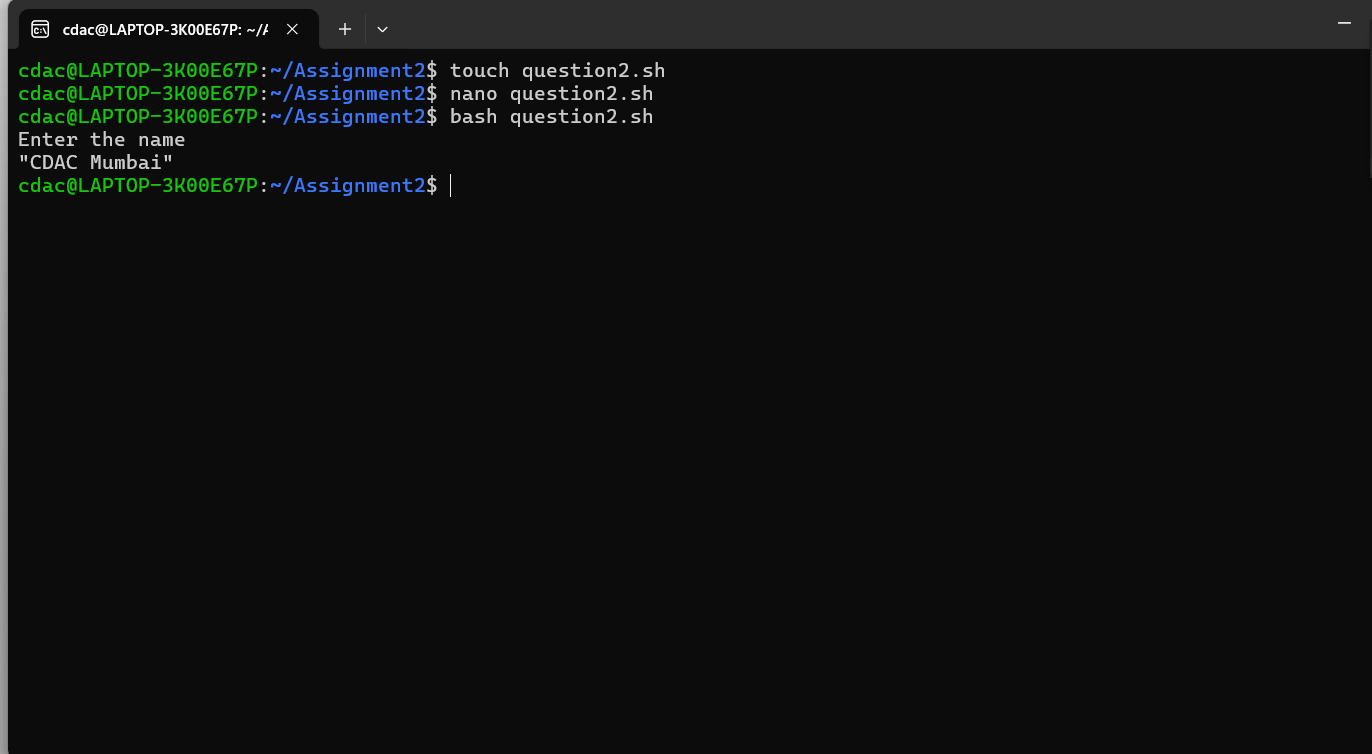 cdac@LAPTOP-3K00E67P: ~/A
cdac@LAPTOP-3K00E67P:~/Assignment2$ touch question2.sh
cdac@LAPTOP-3K00E67P:~/Assignment2$ nano question2.sh
cdac@LAPTOP-3K00E67P:~/Assignment2$ bash question2.sh
Enter the name
"CDAC Mumbai"
cdac@LAPTOP-3K00E67P:~/Assignment2$